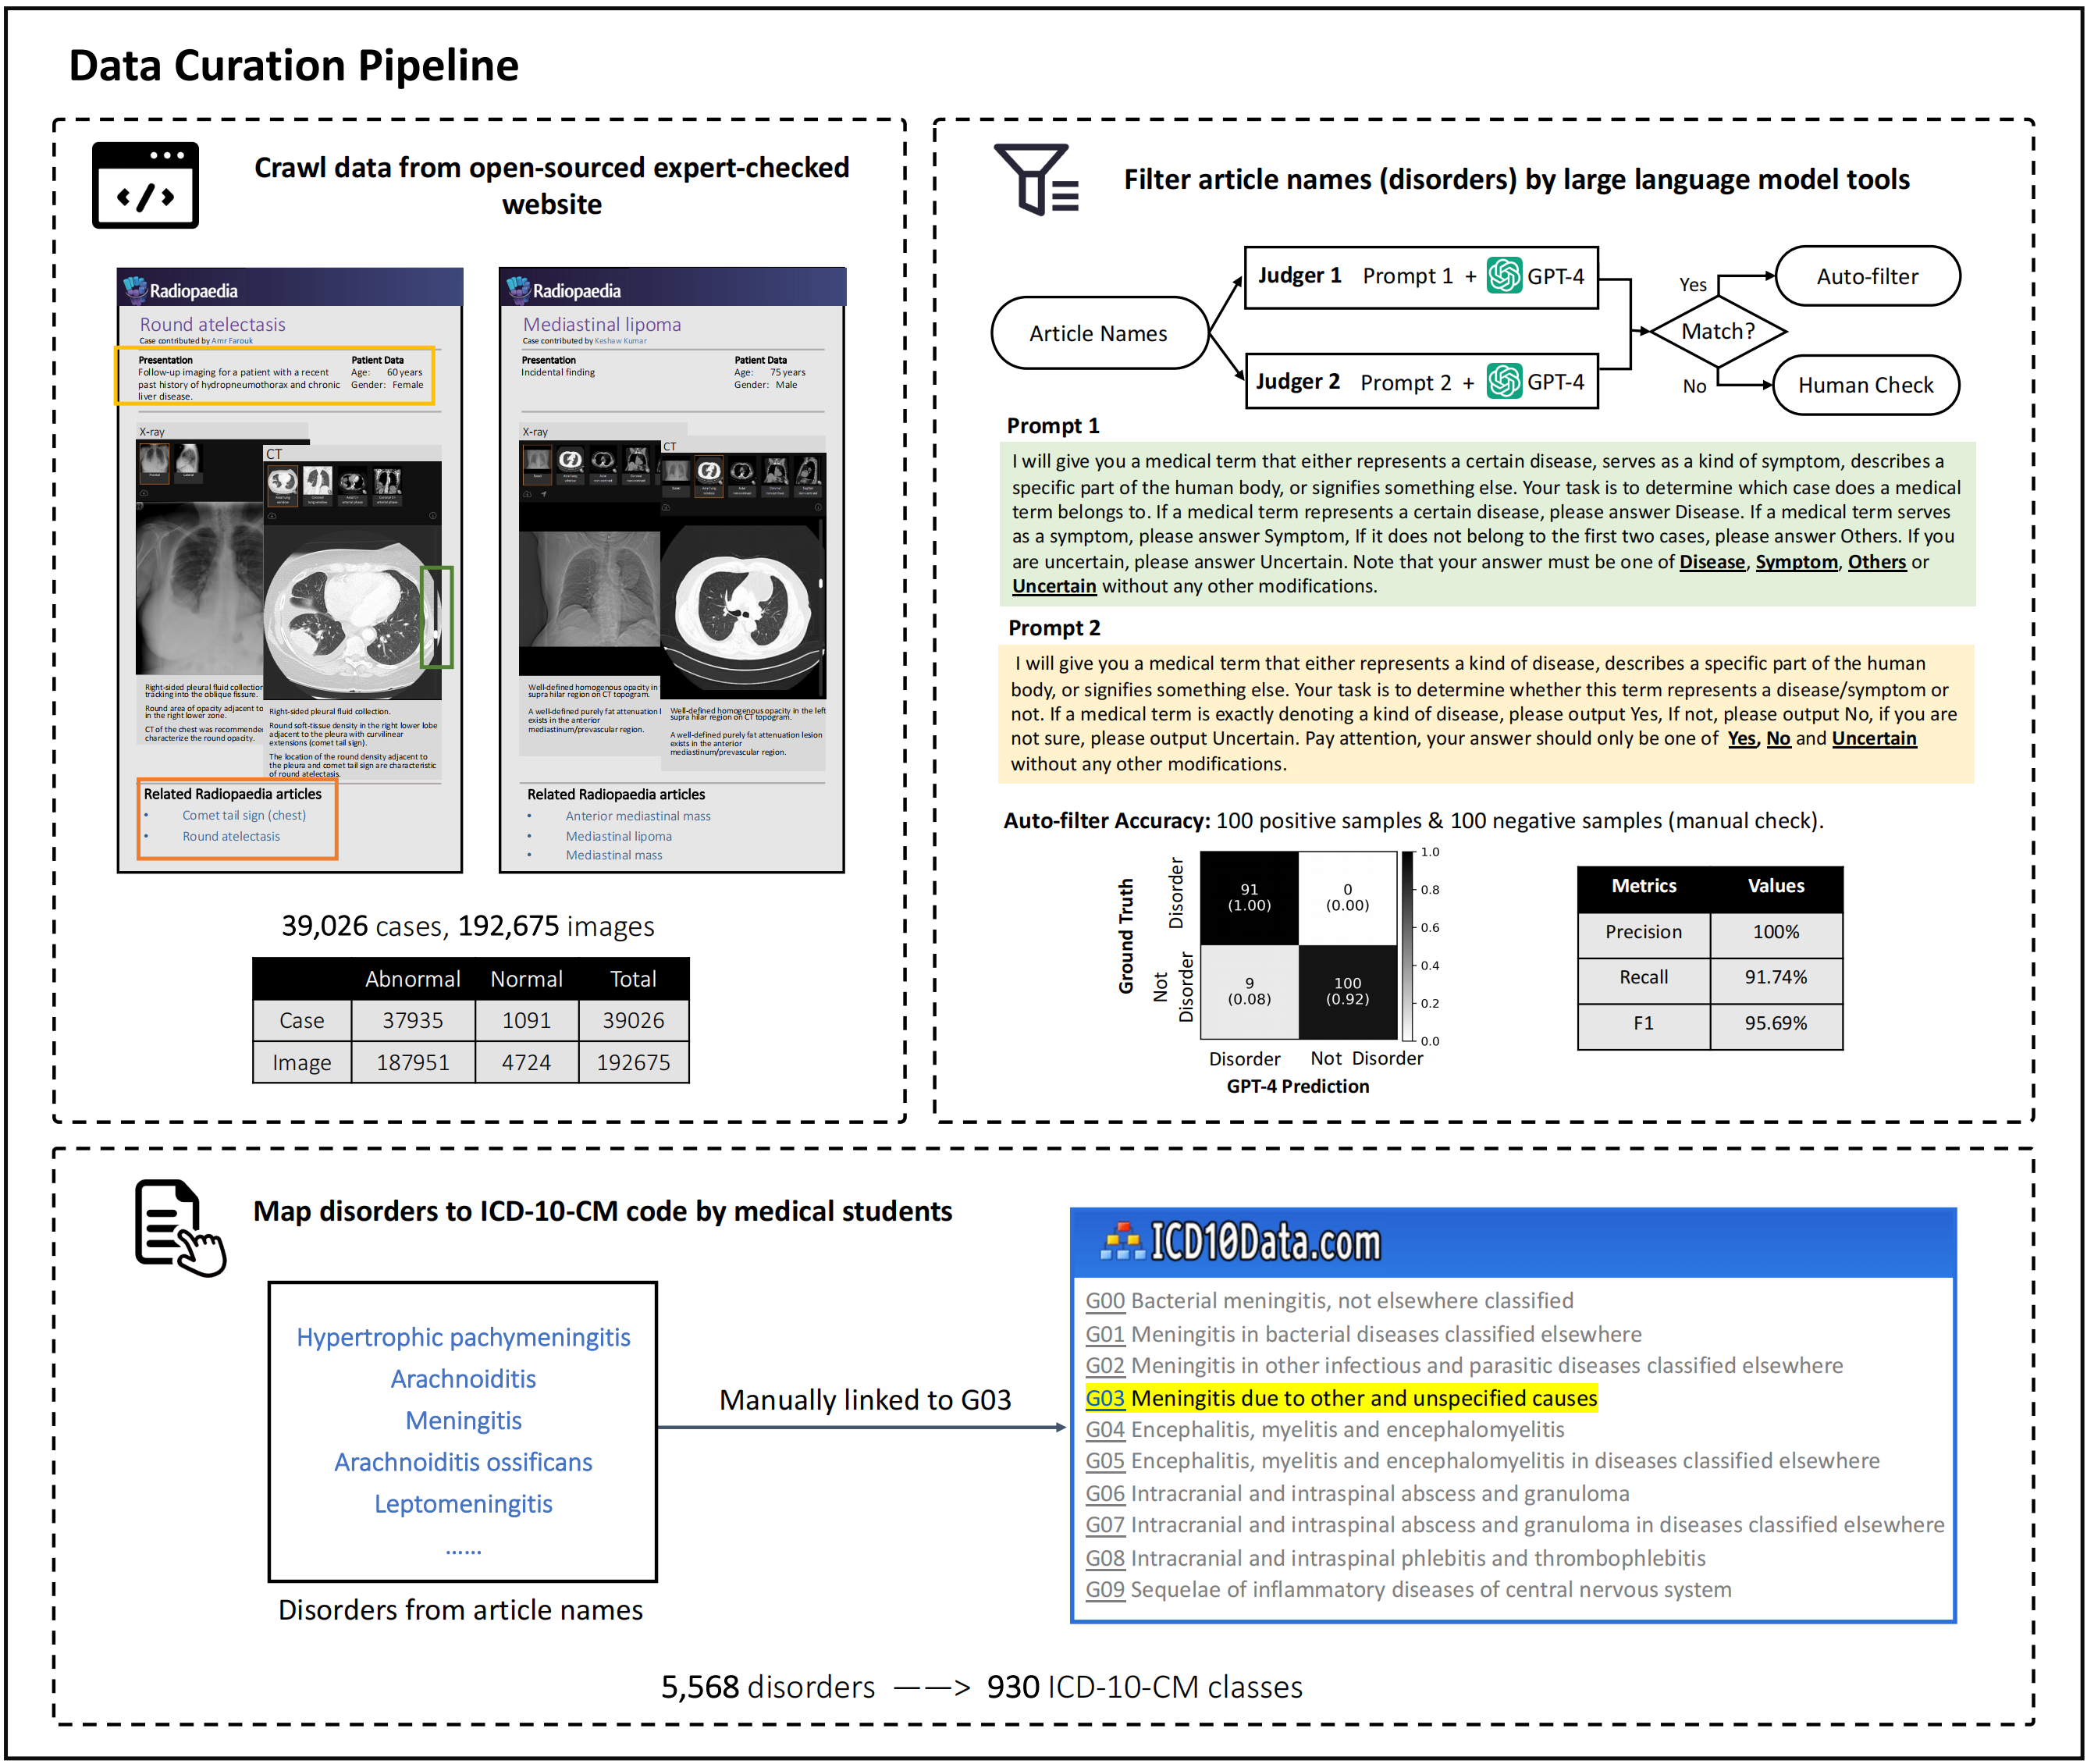 Data Curation Pipeline
Crawl data from open-sourced expert-checked
website
Radiopaedia
Round atelectasis
Case contributed by Amr Farouk
Presentation
Follow-up imaging for a patient with a recent
past history of hydropneumothorax and chronic
liver disease.
Patient Data
Age: 60 years
Gender: Female
X-ray
CT
Right-sided pleural fluid collection
tracking into the oblique fissure.
Round area of opacity adjacent to
in the right lower zone.
CT of the chest was recommende
characterize the round opacity.
Right-sided pleural fluid collection.
Round soft-tissue density in the right lower lobe
adjacent to the pleura with curvilinear
extensions (comet tail sign).
The location of the round density adjacent to
the pleura and comet tail sign are characteristic
of round atelectasis.
Related Radiopaedia articles
• Comet tail sign (chest)
• Round atelectasis
Radiopaedia
Mediastinal lipoma
Case contributed by Keshaw Kumar
Presentation
Incidental finding
Patient Data
Age: 75 years
Gender: Male
X-ray
CT
Well-defined homogenous opacity in
supra hilar region on CT topogram.
A well-defined purely fat attenuation l
exists in the anterior
mediastinum/prevascular region.
Well-defined homogenous opacity in the left
supra hilar region on CT topogram.
A well-defined purely fat attenuation lesion
exists in the anterior
mediastinum/prevascular region.
Related Radiopaedia articles
• Anterior mediastinal mass
• Mediastinal lipoma
• Mediastinal mass
39,026 cases, 192,675 images
Abnormal Normal Total
Case 37935 1091 39026
Image 187951 4724 192675
Filter article names (disorders) by large language model tools
Article Names
Judger 1 Prompt 1 + GPT-4
Judger 2 Prompt 2 + GPT-4
Match?
Yes
No
Auto-filter
Human Check
Prompt 1
I will give you a medical term that either represents a certain disease, serves as a kind of symptom, describes a
specific part of the human body, or signifies something else. Your task is to determine which case does a medical
term belongs to. If a medical term represents a certain disease, please answer Disease. If a medical term serves
as a symptom, please answer Symptom, If it does not belong to the first two cases, please answer Others. If you
are uncertain, please answer Uncertain. Note that your answer must be one of Disease, Symptom, Others or
Uncertain without any other modifications.
Prompt 2
I will give you a medical term that either represents a kind of disease, describes a specific part of the human
body, or signifies something else. Your task is to determine whether this term represents a disease/symptom or
not. If a medical term is exactly denoting a kind of disease, please output Yes, If not, please output No, if you are
not sure, please output Uncertain. Pay attention, your answer should only be one of Yes, No and Uncertain
without any other modifications.
Auto-filter Accuracy: 100 positive samples & 100 negative samples (manual check).
Ground Truth
Disorder
Not
Disorder
91
(1.00)
0
(0.00)
9
(0.08)
100
(0.92)
1.0
0.8
0.6
0.4
0.2
0.0
Disorder Not Disorder
GPT-4 Prediction
Metrics Values
Precision 100%
Recall 91.74%
F1 95.69%
Map disorders to ICD-10-CM code by medical students
Hypertrophic pachymeningitis
Arachnoiditis
Meningitis
Arachnoiditis ossificans
Leptomeningitis
......
Disorders from article names
Manually linked to G03
ICD10Data.com
G00 Bacterial meningitis, not elsewhere classified
G01 Meningitis in bacterial diseases classified elsewhere
G02 Meningitis in other infectious and parasitic diseases classified elsewhere
G03 Meningitis due to other and unspecified causes
G04 Encephalitis, myelitis and encephalomyelitis
G05 Encephalitis, myelitis and encephalomyelitis in diseases classified elsewhere
G06 Intracranial and intraspinal abscess and granuloma
G07 Intracranial and intraspinal abscess and granuloma in diseases classified elsewhere
G08 Intracranial and intraspinal phlebitis and thrombophlebitis
G09 Sequelae of inflammatory diseases of central nervous system
5,568 disorders ——> 930 ICD-10-CM classes